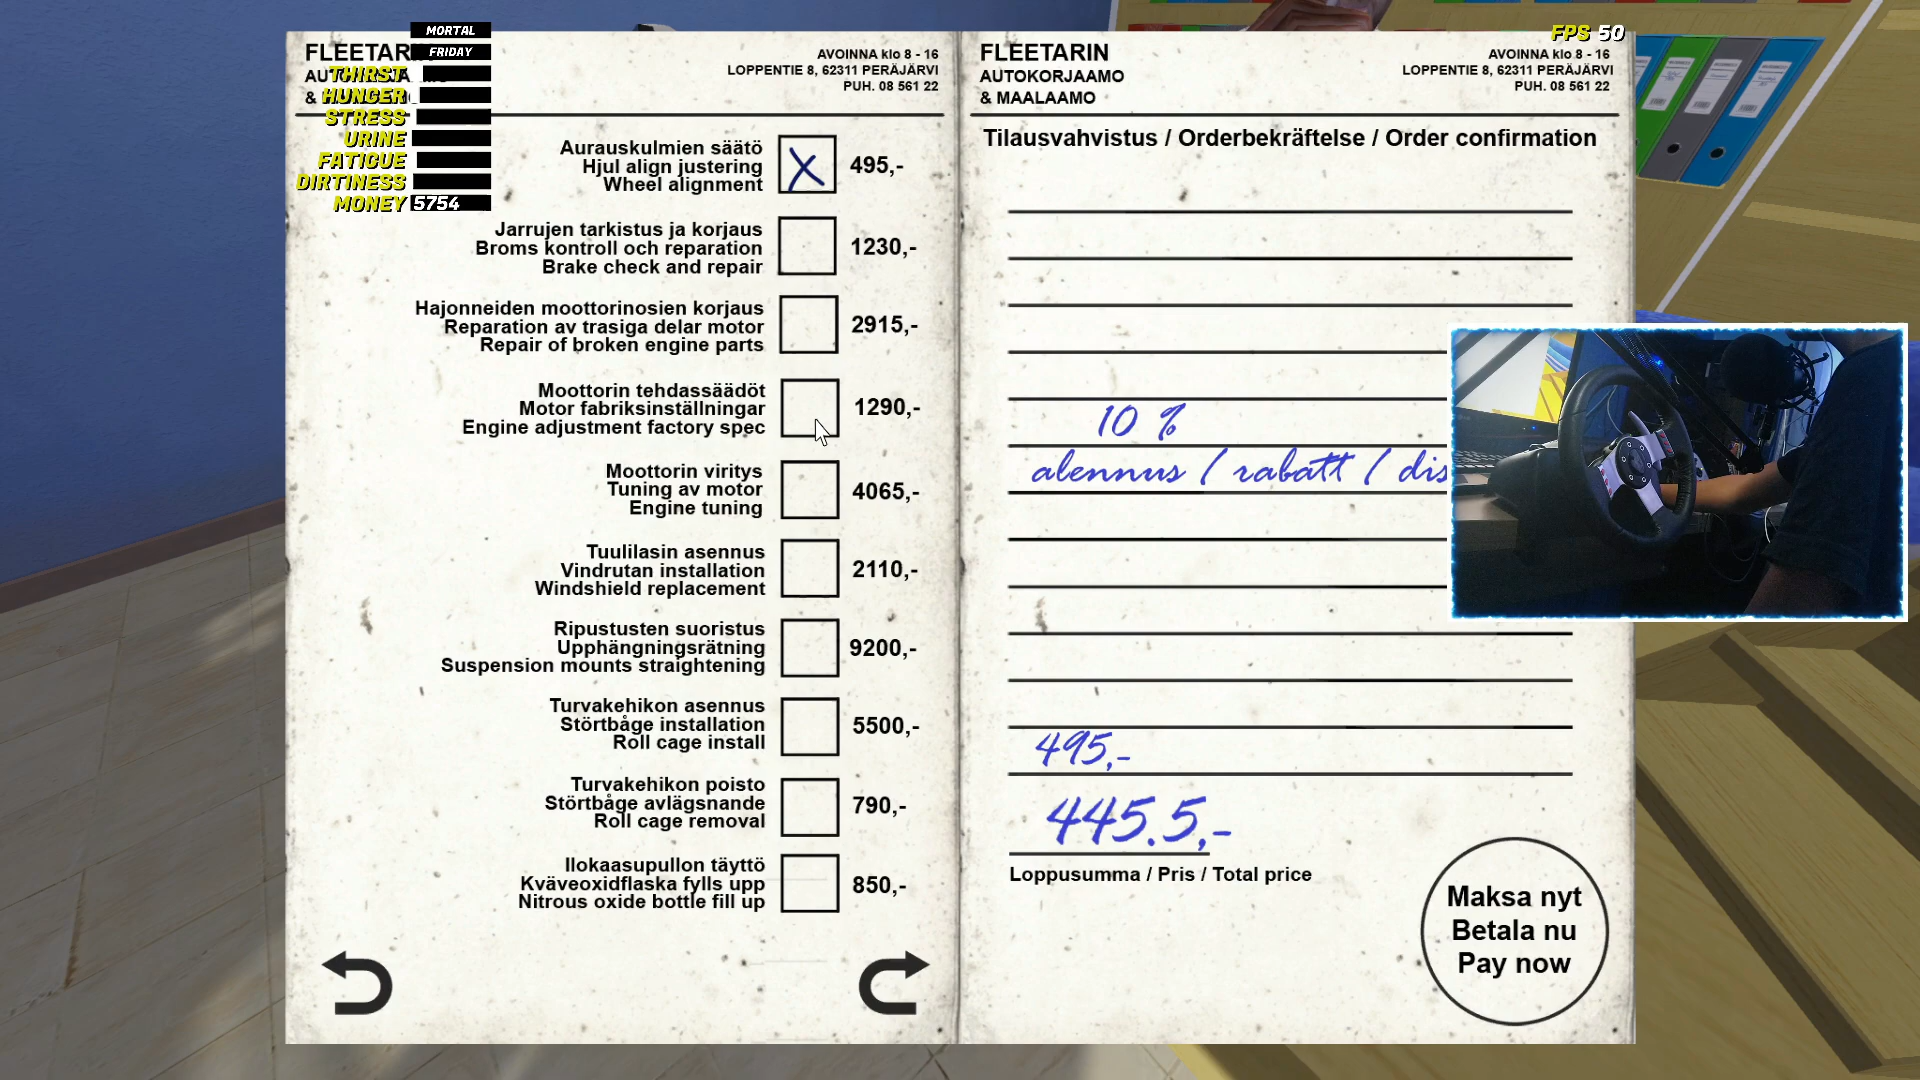 MORTAL
FRIDAY
THIRST
HUNGER
STRESS
URINE
FATIGUE
DIRTINESS
MONEY 5754
FPS 50
FLEETAR
AU
&
AVOINNA klo 8 - 16
LOPPENTIE 8, 62311 PERÄJÄRVI
PUH. 08 561 22
Aurauskulmien säätö
Hjul align justering
Wheel alignment
X
495,-
Jarrujen tarkistus ja korjaus
Broms kontroll och reparation
Brake check and repair
1230,-
Hajonneiden moottorinosien korjaus
Reparation av trasiga delar motor
Repair of broken engine parts
2915,-
Moottorin tehdassäädöt
Motor fabriksinställningar
Engine adjustment factory spec
1290,-
Moottorin viritys
Tuning av motor
Engine tuning
4065,-
Tuulilasin asennus
Vindrutan installation
Windshield replacement
2110,-
Ripustusten suoristus
Upphängningsrätning
Suspension mounts straightening
9200,-
Turvakehikon asennus
Störtbåge installation
Roll cage install
5500,-
Turvakehikon poisto
Störtbåge avlägsnande
Roll cage removal
790,-
Ilokaasupullon täyttö
Kväveoxidflaska fylls upp
Nitrous oxide bottle fill up
850,-
FLEETARIN
AUTOKORJAAMO
& MAALAAMO
AVOINNA klo 8 - 16
LOPPENTIE 8, 62311 PERÄJÄRVI
PUH. 08 561 22
Tilausvahvistus / Orderbekräftelse / Order confirmation
10 %
alennus / rabatt / dis
495,-
445.5,-
Loppusumma / Pris / Total price
Maksa nyt
Betala nu
Pay now